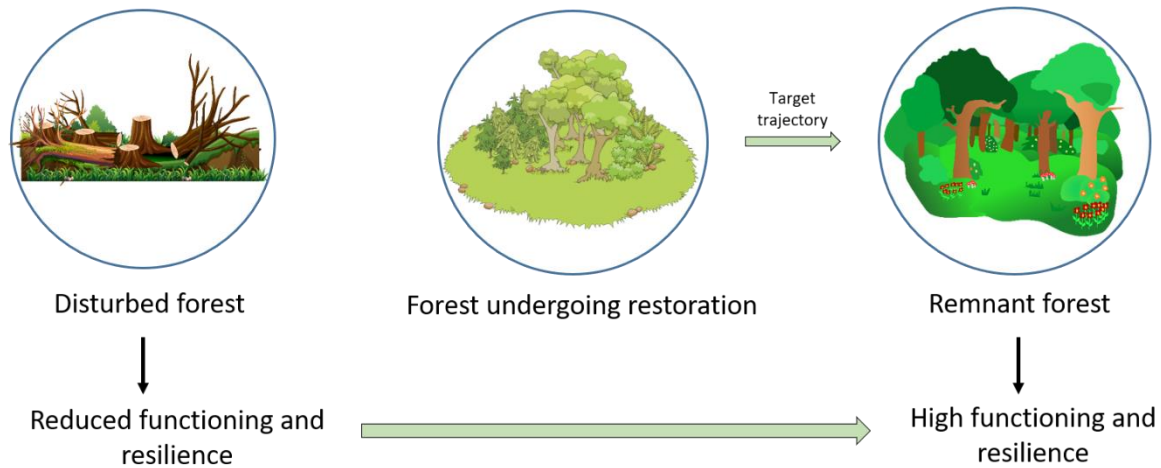 Target
trajectory
Disturbed forest
Forest undergoing restoration
Remnant forest
Reduced functioning and
resilience
High functioning and
resilience